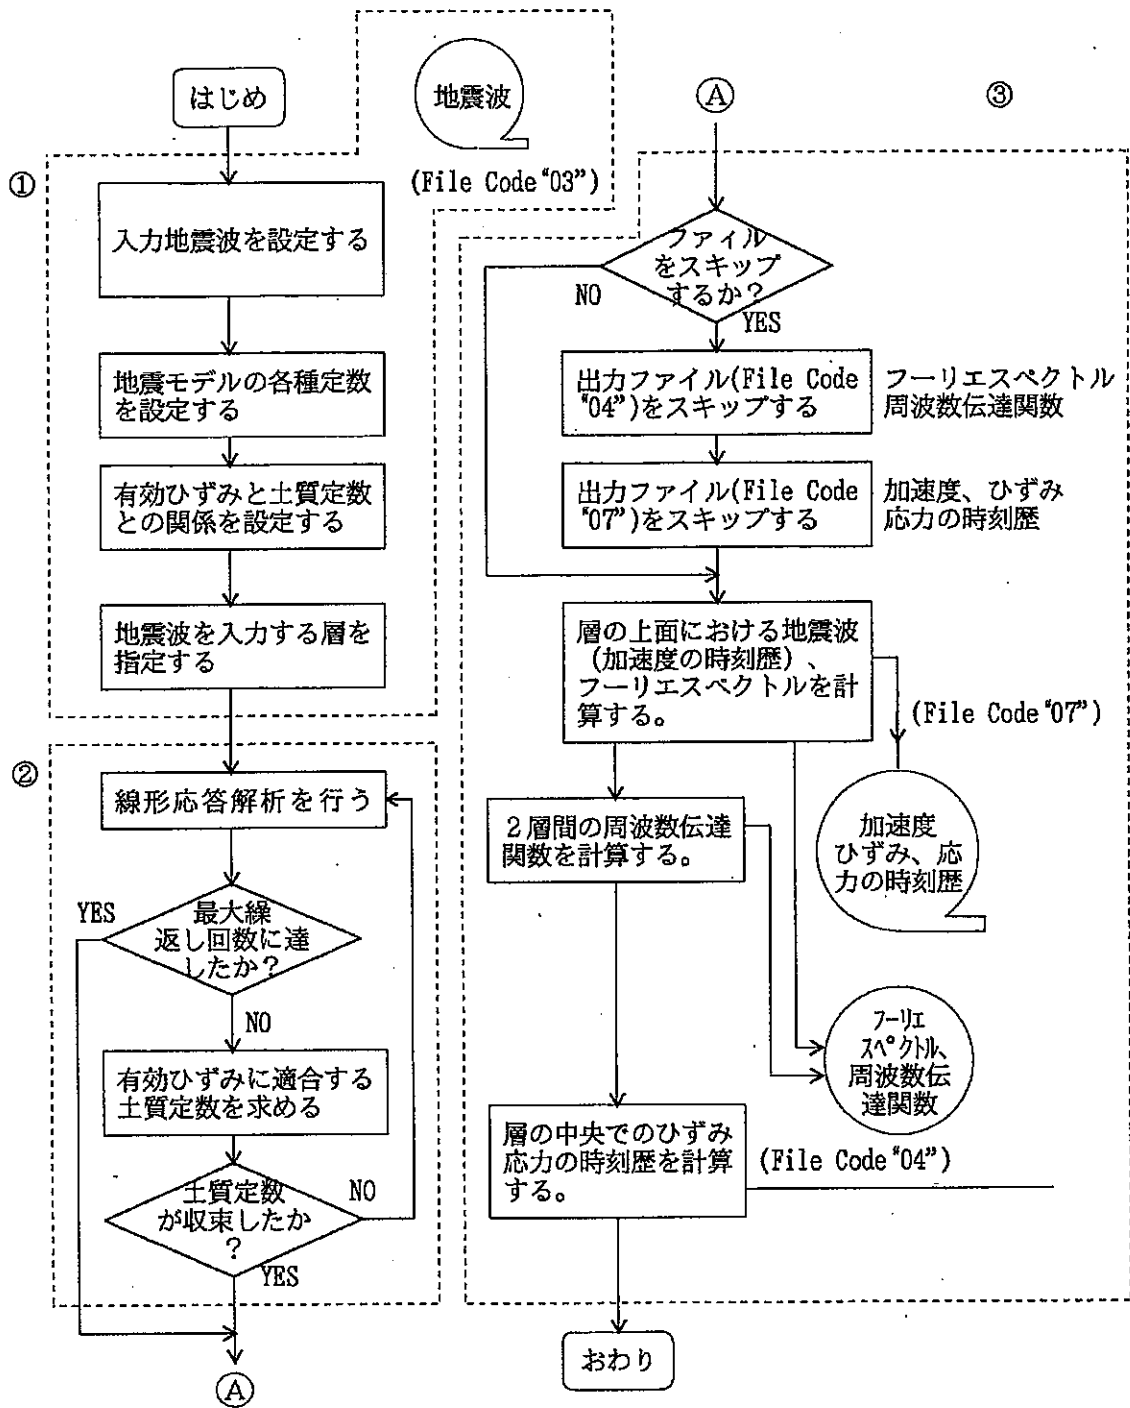 はじめ
地震波
(File Code "03")
①
入力地震波を設定する
地震モデルの各種定数
を設定する
有効ひずみと土質定数
との関係を設定する
地震波を入力する層を
指定する
②
線形応答解析を行う
最大繰
返し回数に達
したか？
YES
NO
有効ひずみに適合する
土質定数を求める
土質定数
が収束したか
？
NO
YES
Ⓐ
Ⓐ
③
ファイル
をスキップ
するか？
NO
YES
出力ファイル(File Code
"04")をスキップする
フーリエスペクトル
周波数伝達関数
出力ファイル(File Code
"07")をスキップする
加速度、ひずみ
応力の時刻歴
層の上面における地震波
（加速度の時刻歴）、
フーリエスペクトルを計
算する。
(File Code "07")
２層間の周波数伝達
関数を計算する。
加速度
ひずみ、応
力の時刻歴
フーリエ
スペクトル、
周波数伝
達関数
層の中央でのひずみ
応力の時刻歴を計算
する。
(File Code "04")
おわり